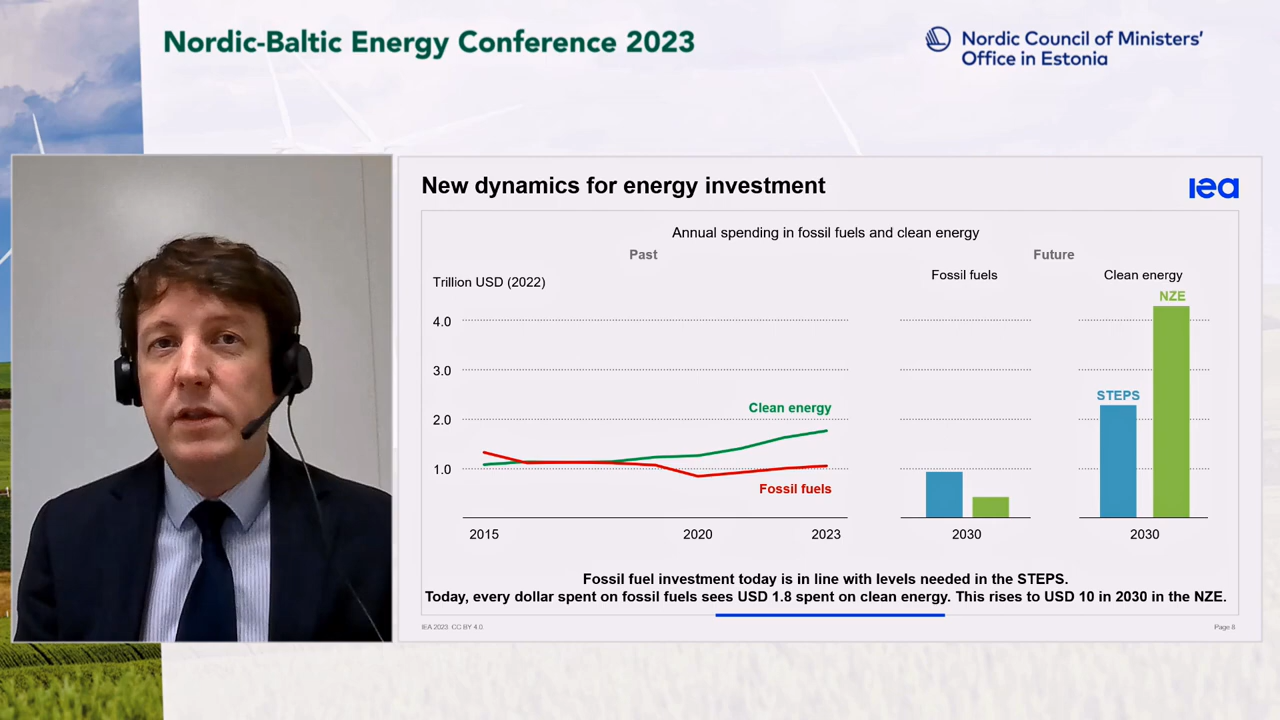 Nordic-Baltic Energy Conference 2023
Nordic Council of Ministers'
Office in Estonia
New dynamics for energy investment
iea
Annual spending in fossil fuels and clean energy
Past
Future
Trillion USD (2022)
Fossil fuels
Clean energy
NZE
4.0
3.0
2.0
1.0
Clean energy
Fossil fuels
STEPS
2015
2020
2023
2030
2030
Fossil fuel investment today is in line with levels needed in the STEPS.
Today, every dollar spent on fossil fuels sees USD 1.8 spent on clean energy. This rises to USD 10 in 2030 in the NZE.
IEA 2023. CC BY 4.0.
Page 8